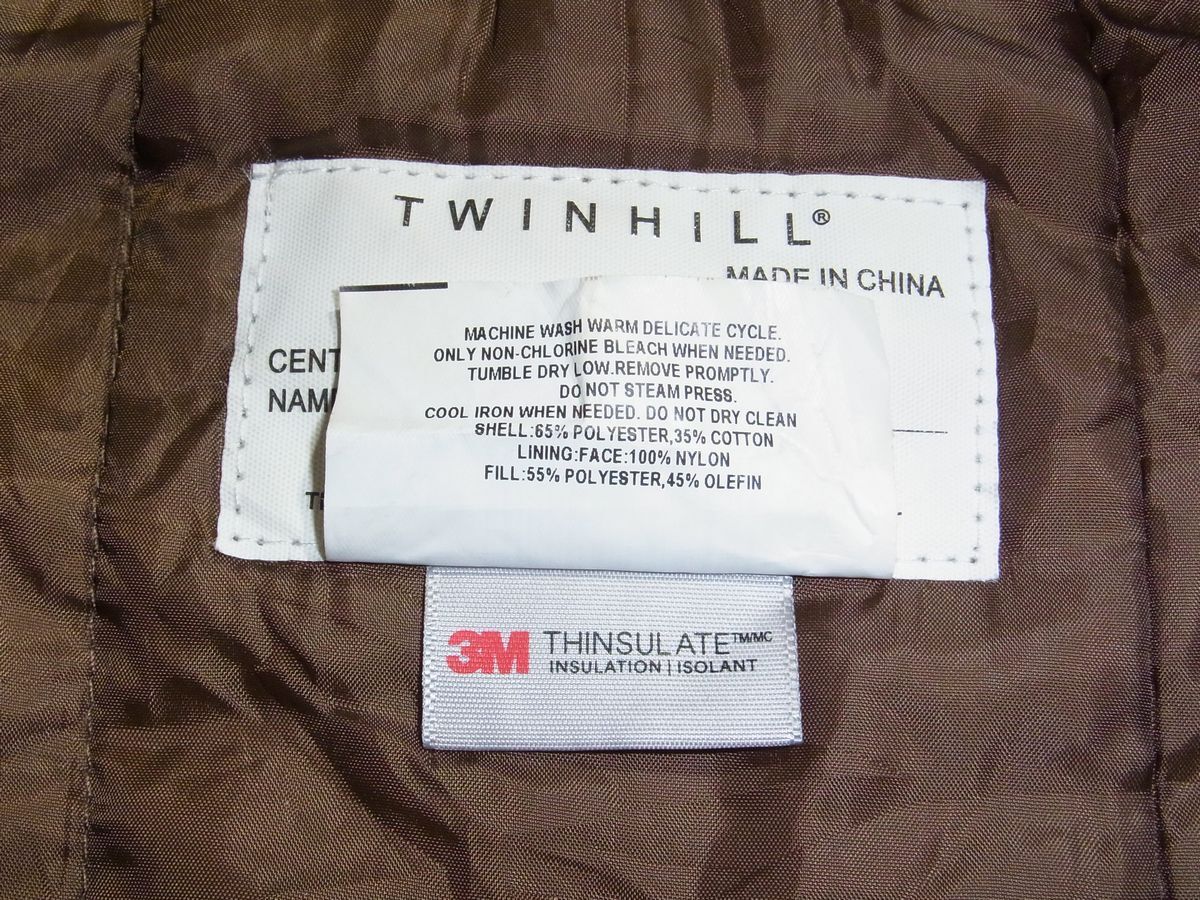 TWINHILL®
MADE IN CHINA
MACHINE WASH WARM DELICATE CYCLE.
ONLY NON-CHLORINE BLEACH WHEN NEEDED.
TUMBLE DRY LOW.REMOVE PROMPTLY.
DO NOT STEAM PRESS.
COOL IRON WHEN NEEDED. DO NOT DRY CLEAN
SHELL:65% POLYESTER,35% COTTON
LINING:FACE:100% NYLON
FILL:55% POLYESTER,45% OLEFIN
CENT
NAM
3M THINSULATE™/MC
INSULATION | ISOLANT